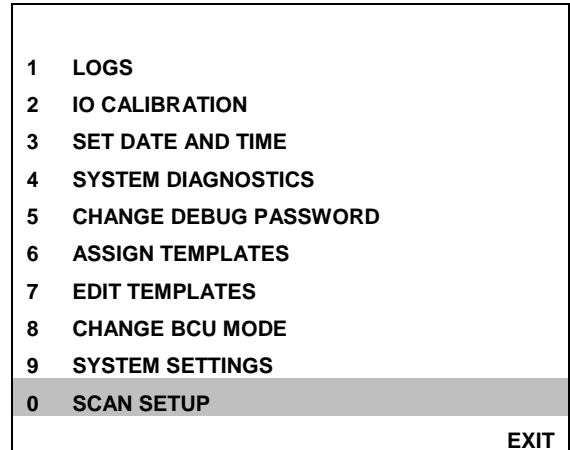 1 LOGS
2 IO CALIBRATION
3 SET DATE AND TIME
4 SYSTEM DIAGNOSTICS
5 CHANGE DEBUG PASSWORD
6 ASSIGN TEMPLATES
7 EDIT TEMPLATES
8 CHANGE BCU MODE
9 SYSTEM SETTINGS
0 SCAN SETUP
EXIT